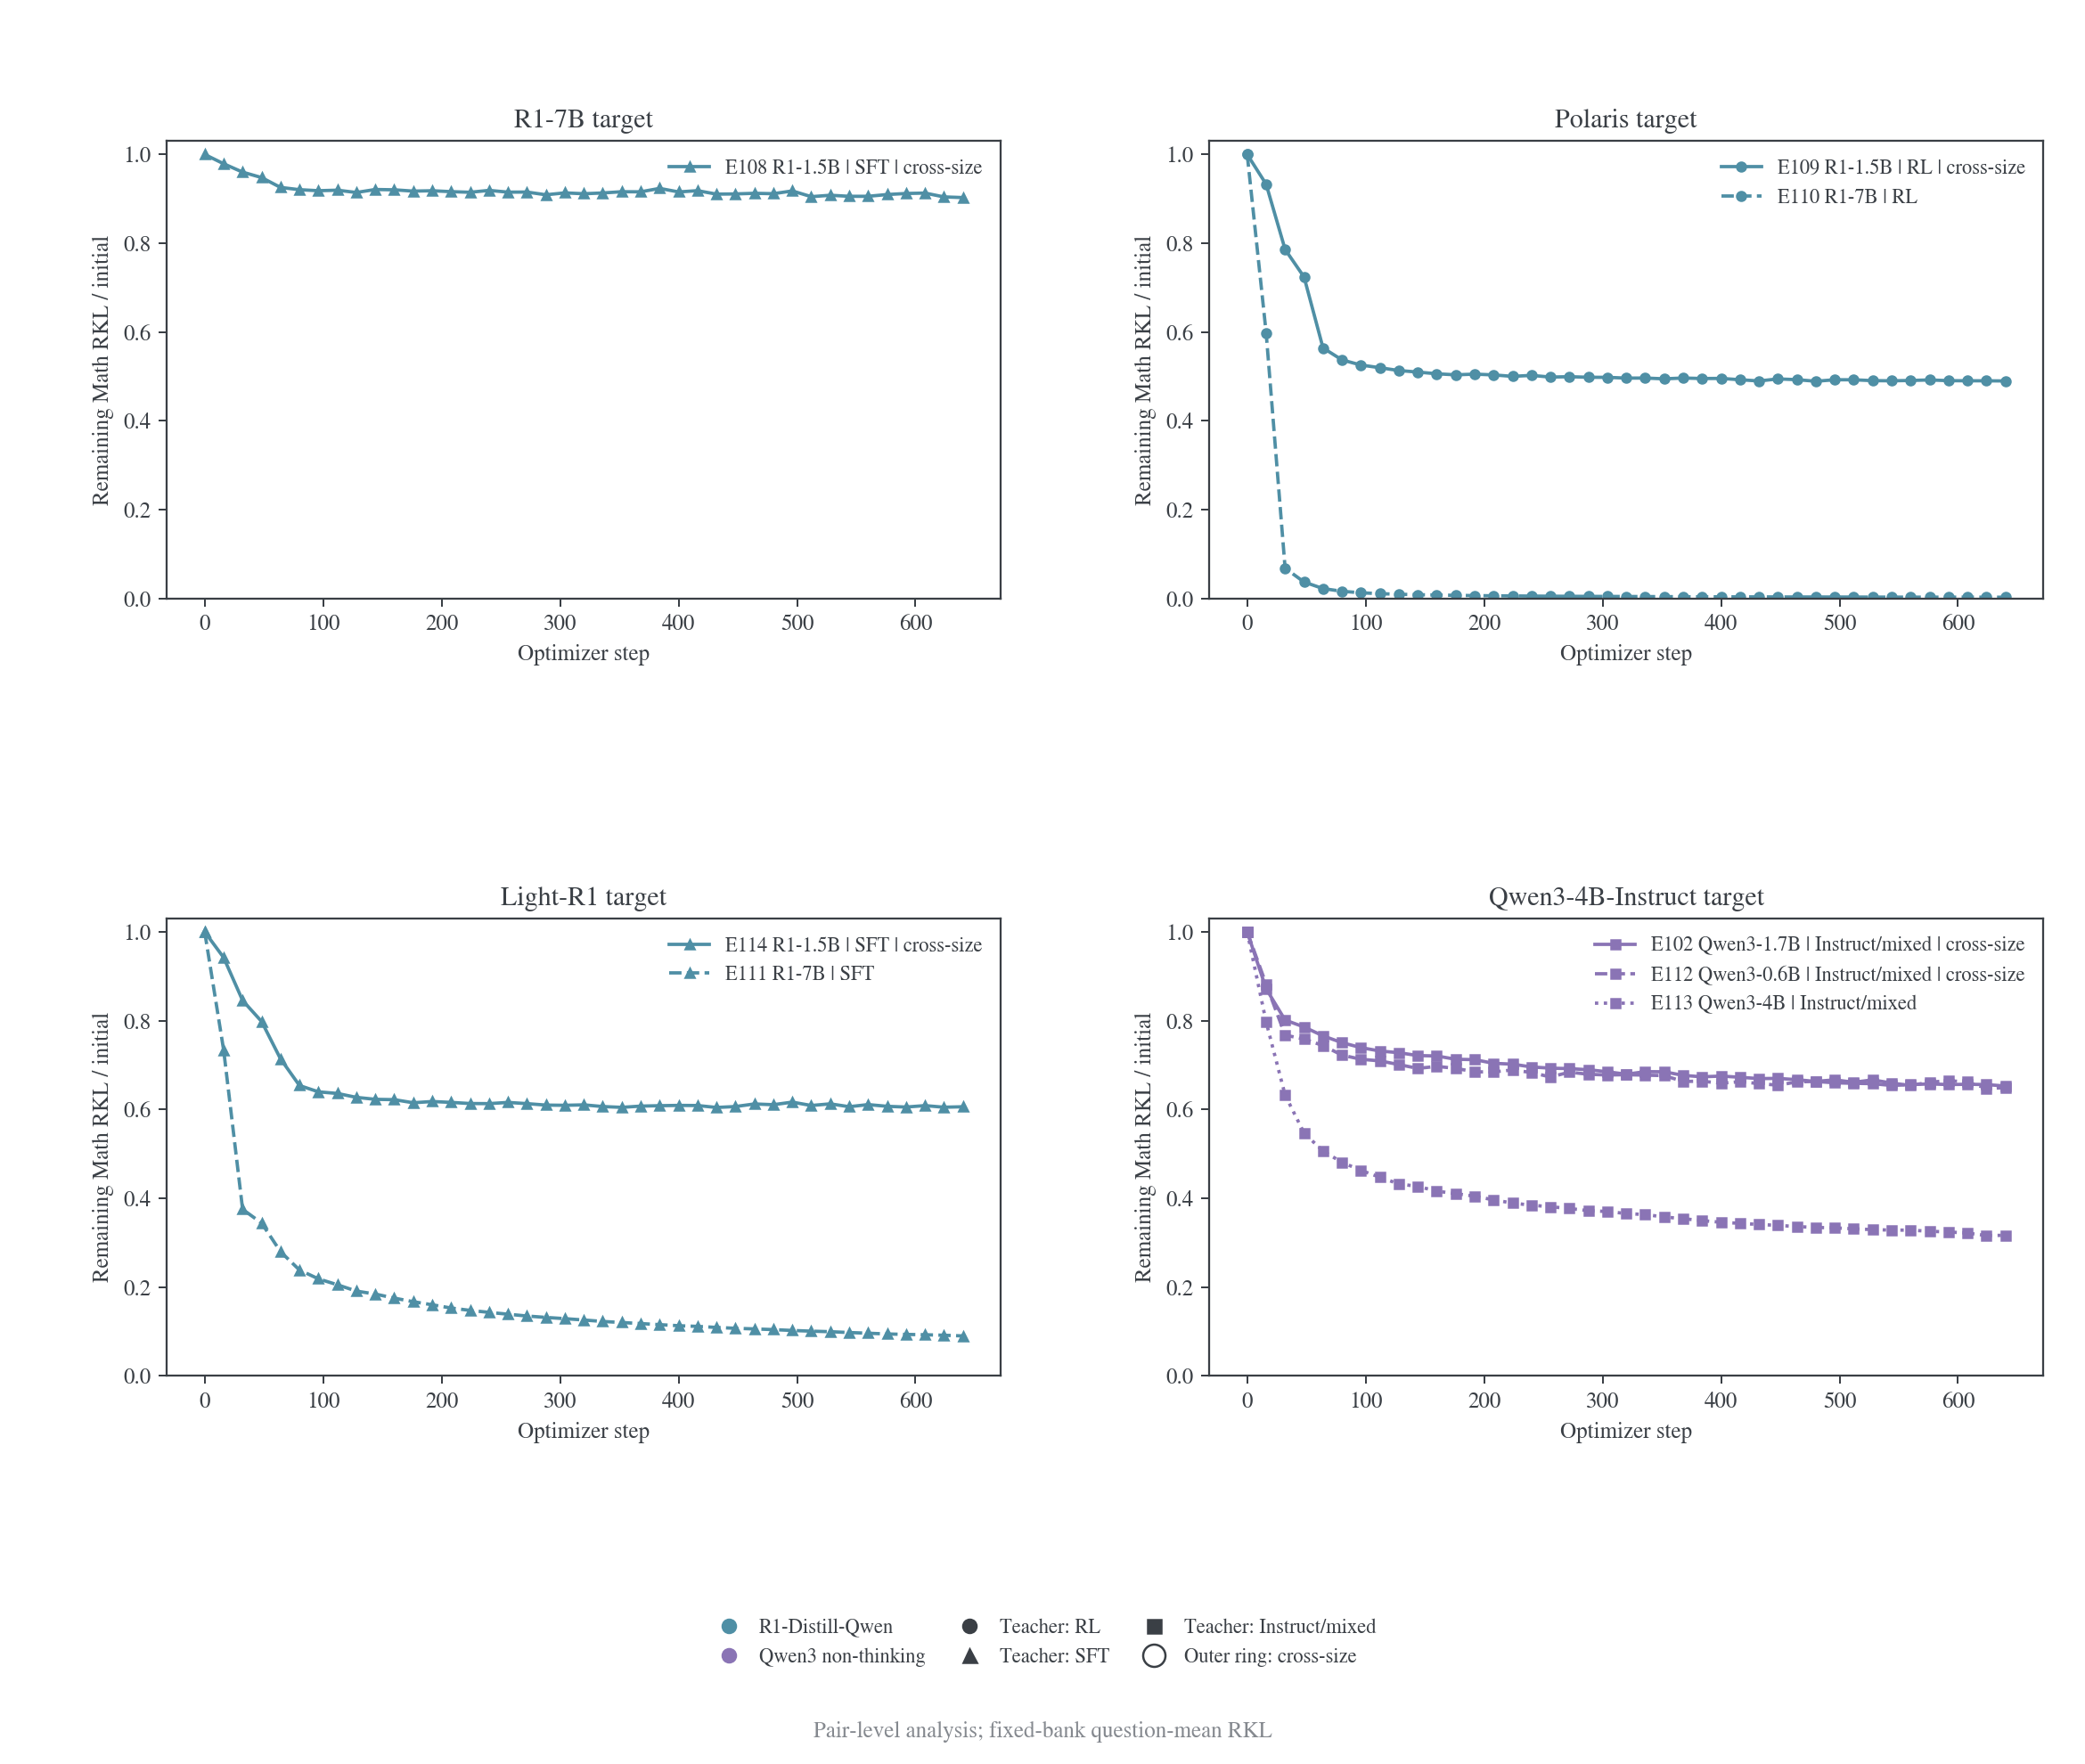 R1-7B target
E108 R1-1.5B | SFT | cross-size
1.0
0.8
0.6
0.4
0.2
0.0
Remaining Math RKL / initial
0 100 200 300 400 500 600
Optimizer step
Polaris target
E109 R1-1.5B | RL | cross-size
E110 R1-7B | RL
1.0
0.8
0.6
0.4
0.2
0.0
Remaining Math RKL / initial
0 100 200 300 400 500 600
Optimizer step
Light-R1 target
E114 R1-1.5B | SFT | cross-size
E111 R1-7B | SFT
1.0
0.8
0.6
0.4
0.2
0.0
Remaining Math RKL / initial
0 100 200 300 400 500 600
Optimizer step
Qwen3-4B-Instruct target
E102 Qwen3-1.7B | Instruct/mixed | cross-size
E112 Qwen3-0.6B | Instruct/mixed | cross-size
E113 Qwen3-4B | Instruct/mixed
1.0
0.8
0.6
0.4
0.2
0.0
Remaining Math RKL / initial
0 100 200 300 400 500 600
Optimizer step
R1-Distill-Qwen
Qwen3 non-thinking
Teacher: RL
Teacher: SFT
Teacher: Instruct/mixed
Outer ring: cross-size
Pair-level analysis; fixed-bank question-mean RKL